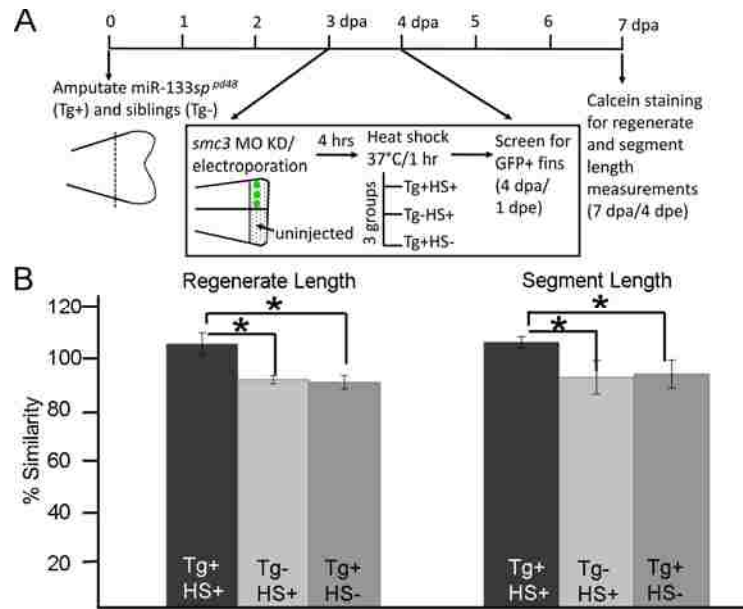 A
0 1 2 3 dpa 4 dpa 5 6 7 dpa
Amputate miR-133sp pd48
(Tg+) and siblings (Tg-)
smc3 MO KD/
electroporation
uninjected
4 hrs
Heat shock
37°C/1 hr
3 groups
Tg+HS+
Tg-HS+
Tg+HS-
Screen for
GFP+ fins
(4 dpa/
1 dpe)
Calcein staining
for regenerate
and segment
length
measurements
(7 dpa/4 dpe)
B
Regenerate Length
Segment Length
% Similarity
120
100
80
60
40
20
*
*
*
*
Tg+
HS+
Tg-
HS+
Tg+
HS-
Tg+
HS+
Tg-
HS+
Tg+
HS-